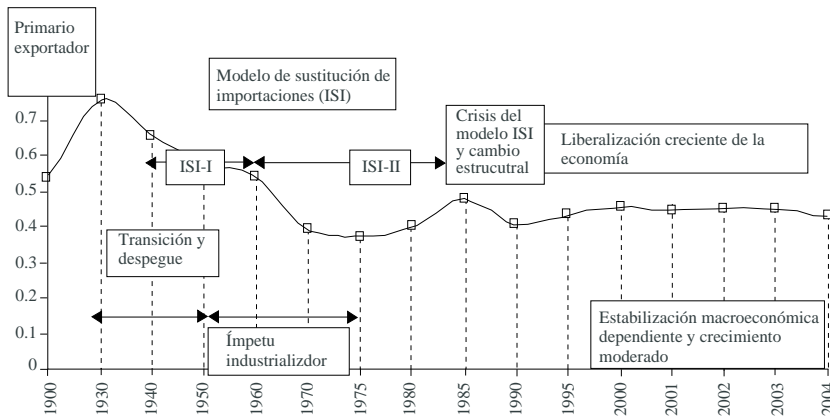 Primario
exportador
Modelo de sustitución de
importaciones (ISI)
Crisis del
modelo ISI
y cambio
estrucutral
Liberalización creciente de la
economía
ISI-I
ISI-II
Transición y
despegue
Ímpetu
industrializdor
Estabilización macroeconómica
dependiente y crecimiento
moderado
0.7
0.6
0.5
0.4
0.3
0.2
0.1
0
1900
1930
1940
1950
1960
1970
1975
1980
1985
1990
1995
2000
2001
2002
2003
2004